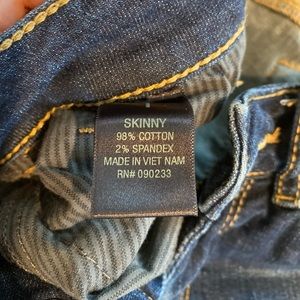 SKINNY
98% COTTON
2% SPANDEX
MADE IN VIET NAM
RN# 090233